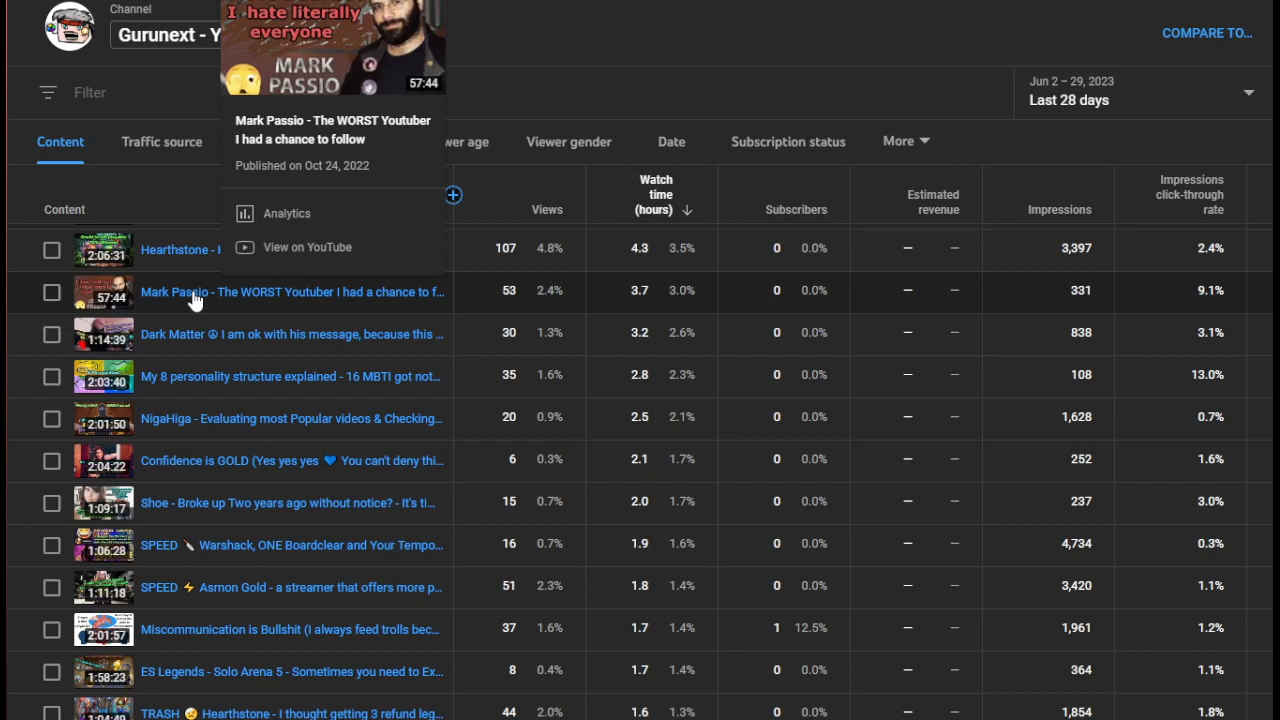 Channel
Gurunext - Y
COMPARE TO...
I hate literally
everyone
MARK
PASSIO
57:44
Filter
Jun 2 – 29, 2023
Last 28 days
Mark Passio - The WORST Youtuber
I had a chance to follow
Published on Oct 24, 2022
Analytics
View on YouTube
Content Traffic source wer age Viewer gender Date Subscription status More
Content Views Watch time (hours) Subscribers Estimated revenue Impressions Impressions click-through rate
2:06:31 Hearthstone - 107 4.8% 4.3 3.5% 0 0.0% — — 3,397 2.4%
57:44 Mark Passio - The WORST Youtuber I had a chance to f... 53 2.4% 3.7 3.0% 0 0.0% — — 331 9.1%
1:14:39 Dark Matter ☮ I am ok with his message, because this ... 30 1.3% 3.2 2.6% 0 0.0% — — 838 3.1%
2:03:40 My 8 personality structure explained - 16 MBTI got not... 35 1.6% 2.8 2.3% 0 0.0% — — 108 13.0%
2:01:50 NigaHiga - Evaluating most Popular videos & Checking... 20 0.9% 2.5 2.1% 0 0.0% — — 1,628 0.7%
2:04:22 Confidence is GOLD (Yes yes yes 💙 You can't deny thi... 6 0.3% 2.1 1.7% 0 0.0% — — 252 1.6%
1:09:17 Shoe - Broke up Two years ago without notice? - It's ti... 15 0.7% 2.0 1.7% 0 0.0% — — 237 3.0%
1:06:28 SPEED 🔪 Warshack, ONE Boardclear and Your Tempo... 16 0.7% 1.9 1.6% 0 0.0% — — 4,734 0.3%
1:11:18 SPEED ⚡ Asmon Gold - a streamer that offers more p... 51 2.3% 1.8 1.4% 0 0.0% — — 3,420 1.1%
2:01:57 Miscommunication is Bullshit (I always feed trolls bec... 37 1.6% 1.7 1.4% 1 12.5% — — 1,961 1.2%
1:58:23 ES Legends - Solo Arena 5 - Sometimes you need to Ex... 8 0.4% 1.7 1.4% 0 0.0% — — 364 1.1%
1:04:49 TRASH 🤕 Hearthstone - I thought getting 3 refund leg... 44 2.0% 1.6 1.3% 0 0.0% — — 1,854 1.8%